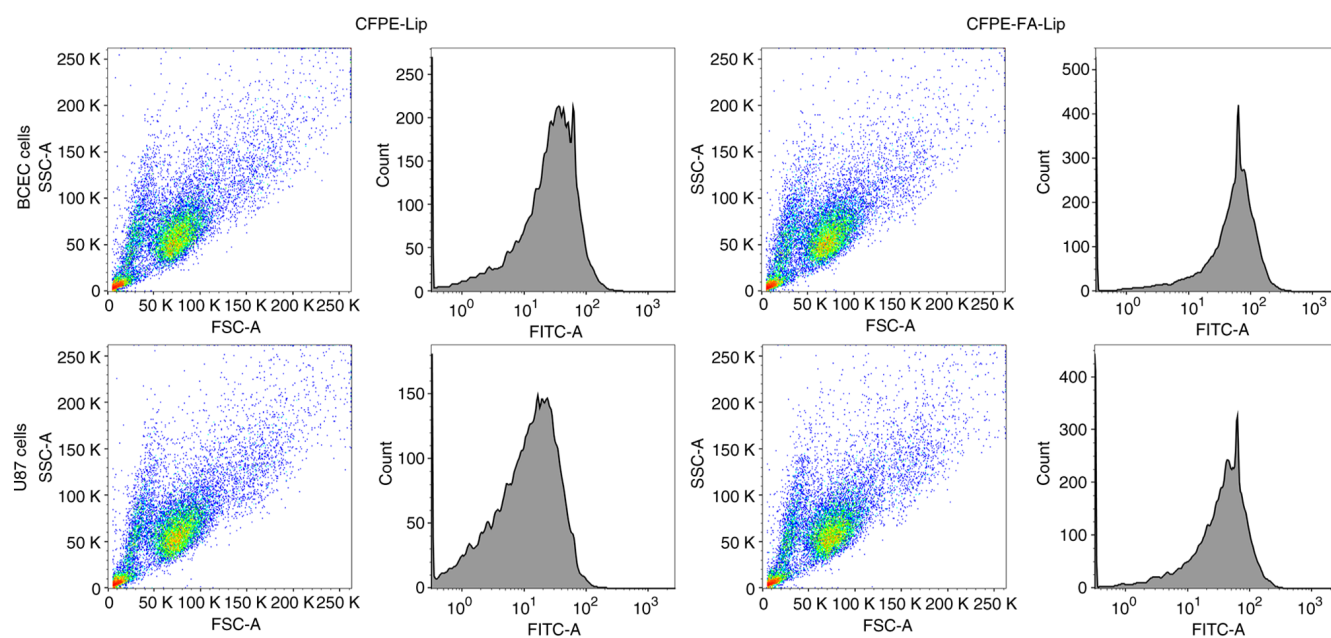 CFPE-Lip
CFPE-FA-Lip
BCEC cells
SSC-A
250 K
200 K
150 K
100 K
50 K
0
0 50 K 100 K 150 K 200 K 250 K
FSC-A
Count
250
200
150
100
50
0
10^0 10^1 10^2 10^3
FITC-A
SSC-A
250 K
200 K
150 K
100 K
50 K
0
0 50 K 100 K 150 K 200 K 250 K
FSC-A
Count
500
400
300
200
100
0
10^0 10^1 10^2 10^3
FITC-A
U87 cells
SSC-A
250 K
200 K
150 K
100 K
50 K
0
0 50 K 100 K 150 K 200 K 250 K
FSC-A
Count
150
100
50
0
10^0 10^1 10^2 10^3
FITC-A
SSC-A
250 K
200 K
150 K
100 K
50 K
0
0 50 K 100 K 150 K 200 K 250 K
FSC-A
Count
400
300
200
100
0
10^0 10^1 10^2 10^3
FITC-A